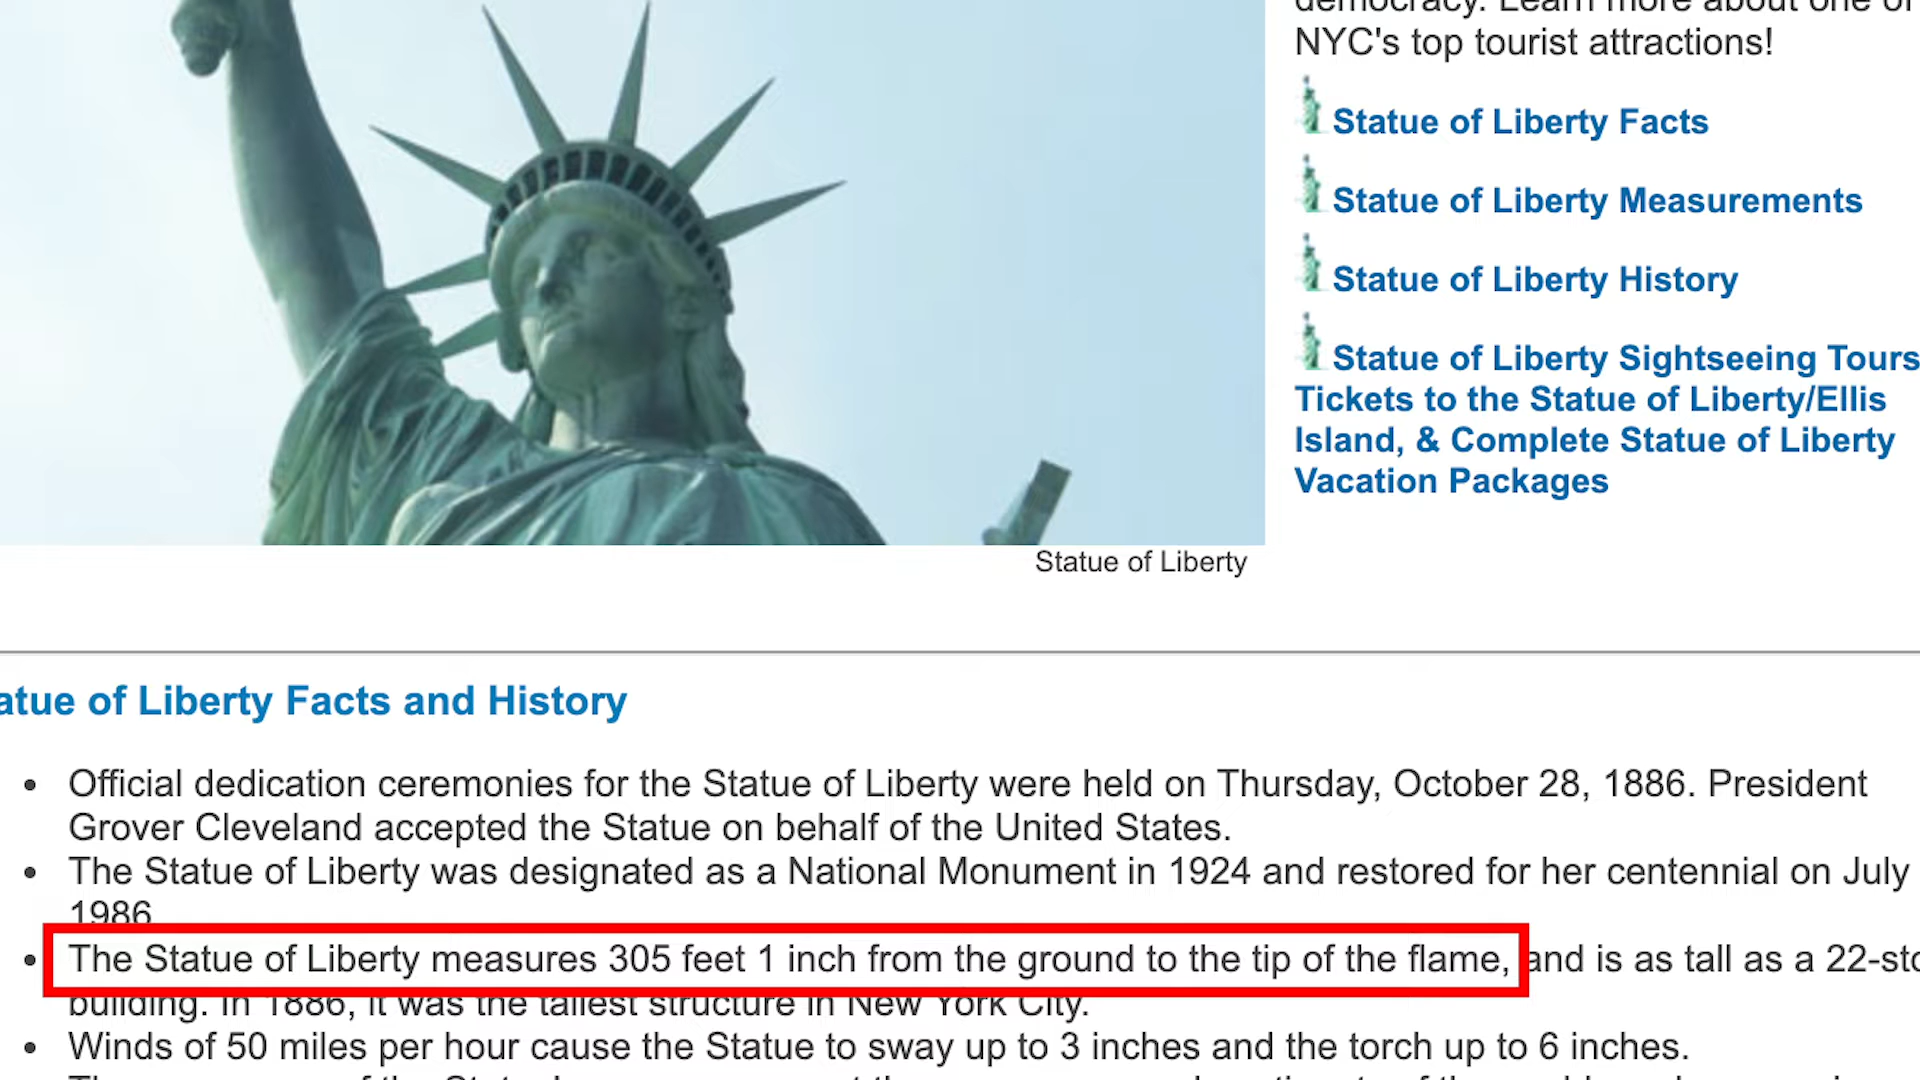 democracy. Learn more about one of
NYC's top tourist attractions!
Statue of Liberty Facts
Statue of Liberty Measurements
Statue of Liberty History
Statue of Liberty Sightseeing Tours
Tickets to the Statue of Liberty/Ellis
Island, & Complete Statue of Liberty
Vacation Packages
Statue of Liberty
atue of Liberty Facts and History
• Official dedication ceremonies for the Statue of Liberty were held on Thursday, October 28, 1886. President
Grover Cleveland accepted the Statue on behalf of the United States.
• The Statue of Liberty was designated as a National Monument in 1924 and restored for her centennial on July
1986
• The Statue of Liberty measures 305 feet 1 inch from the ground to the tip of the flame, and is as tall as a 22-sto
building. In 1886, it was the tallest structure in New York City.
• Winds of 50 miles per hour cause the Statue to sway up to 3 inches and the torch up to 6 inches.